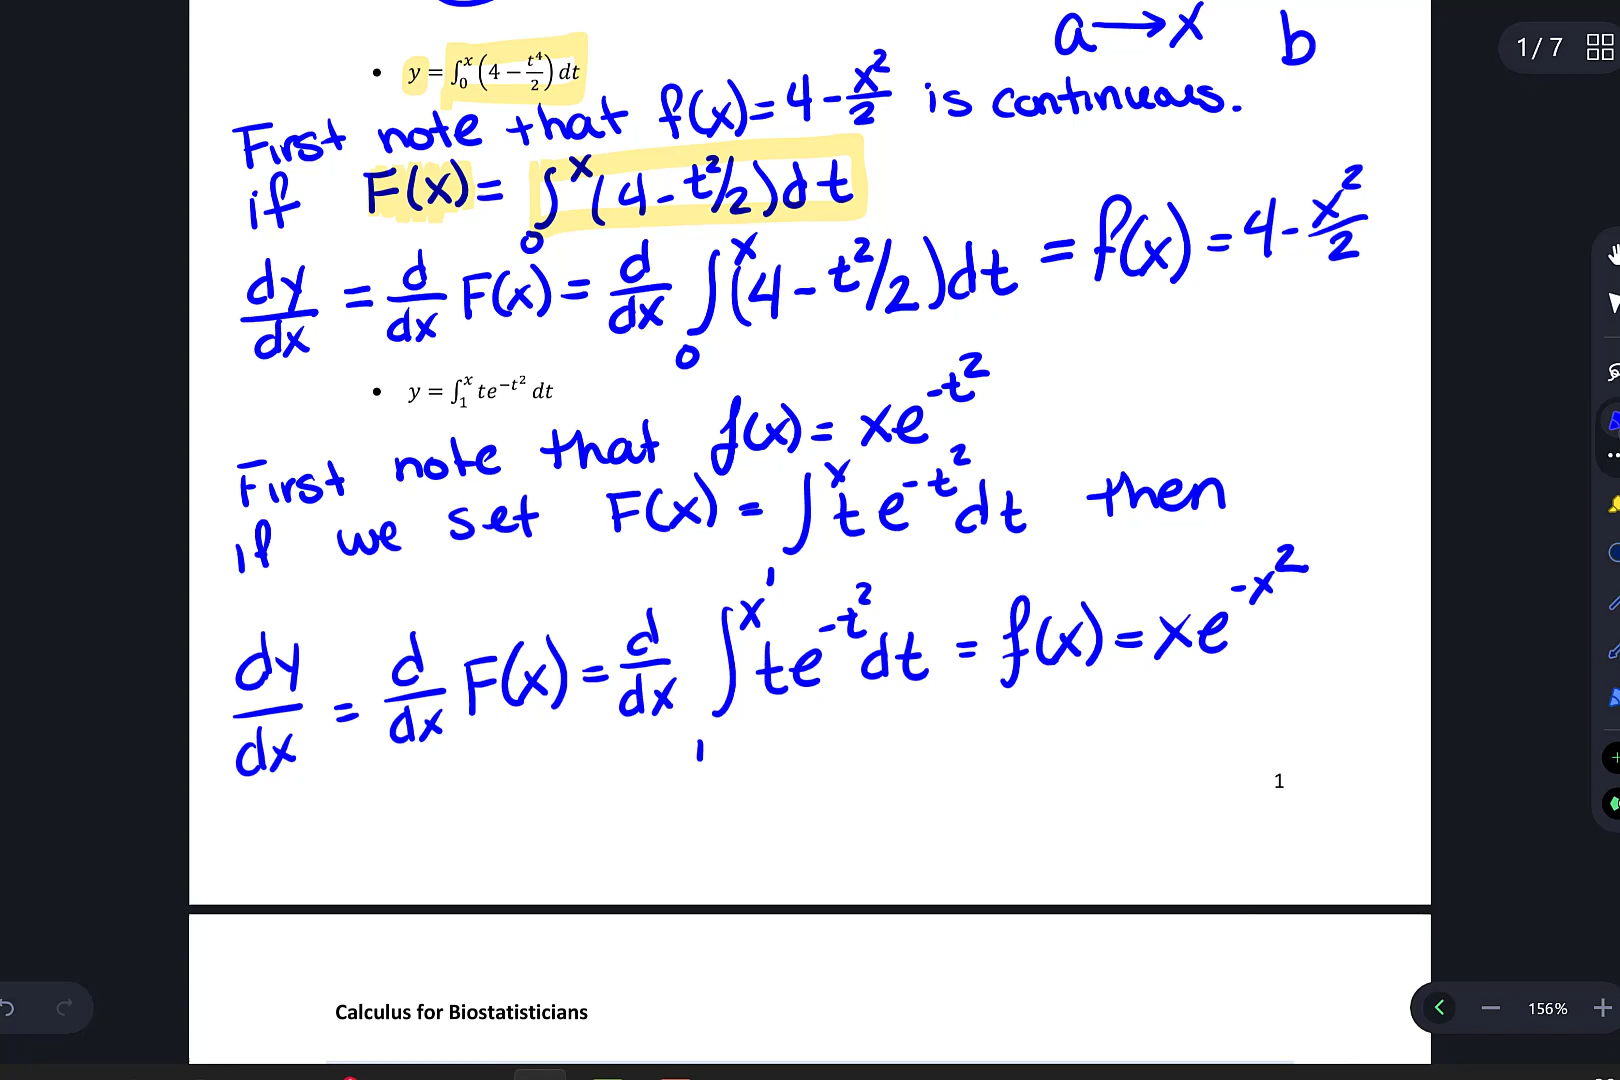 a → x b
1/7
• y = ∫₀ˣ (4 − t⁴/2) dt
First note that f(x) = 4 − x²/2 is continuous.
if F(x) = ∫₀ˣ (4 − t²/2) dt
dy/dx = d/dx F(x) = d/dx ∫₀ˣ (4 − t²/2) dt = f(x) = 4 − x²/2
• y = ∫₁ˣ te^(−t²) dt
First note that f(x) = xe^(−t²)
if we set F(x) = ∫₁ˣ te^(−t²) dt then
dy/dx = d/dx F(x) = d/dx ∫₁ˣ te^(−t²) dt = f(x) = xe^(−x²)
1
Calculus for Biostatisticians
156%